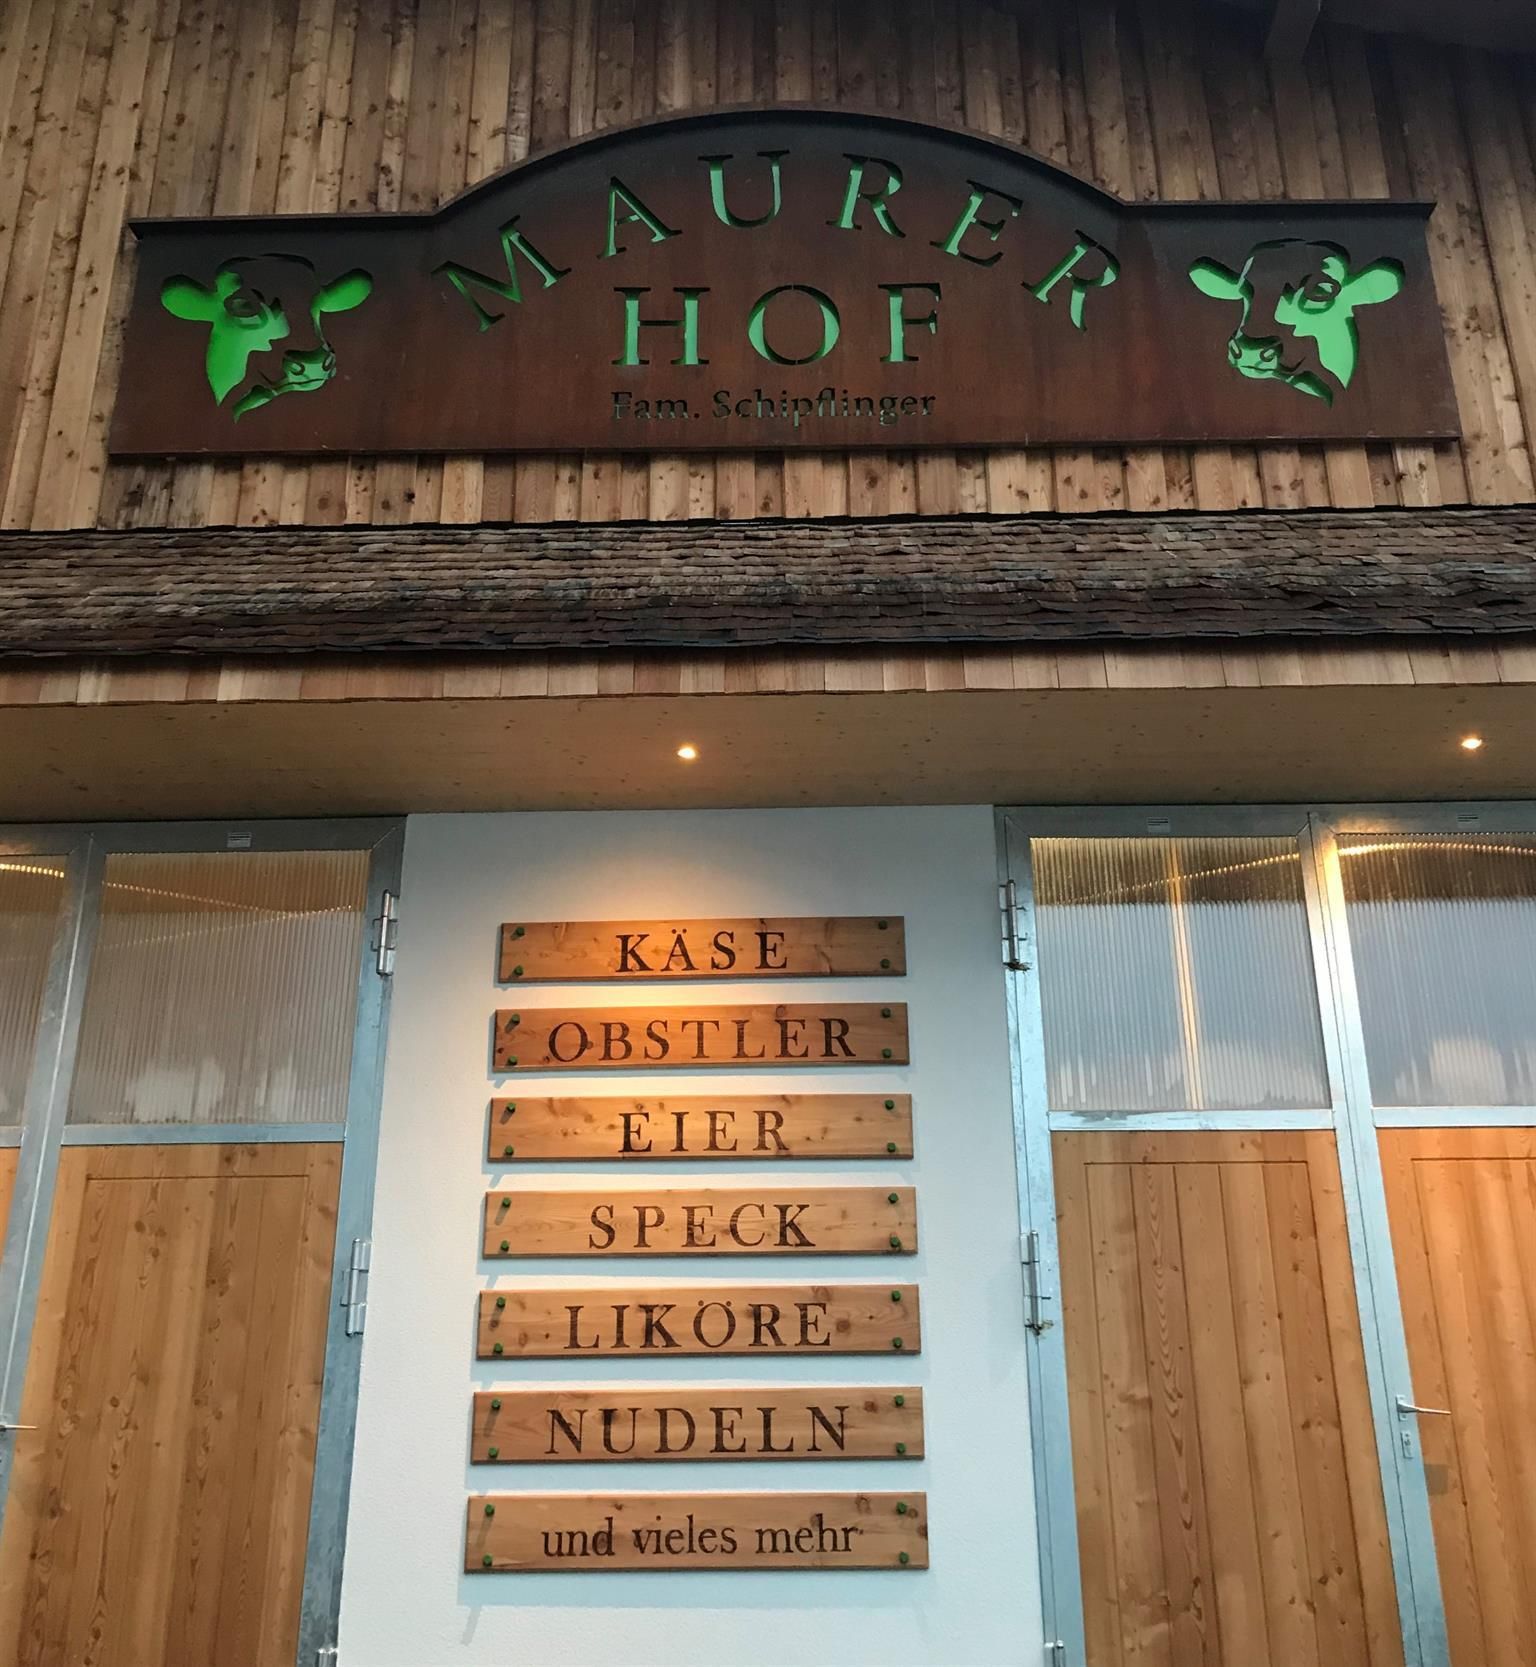 MAURER
HOF
Fam. Schipflinger
KÄSE
OBSTLER
EIER
SPECK
LIKÖRE
NUDELN
und vieles mehr